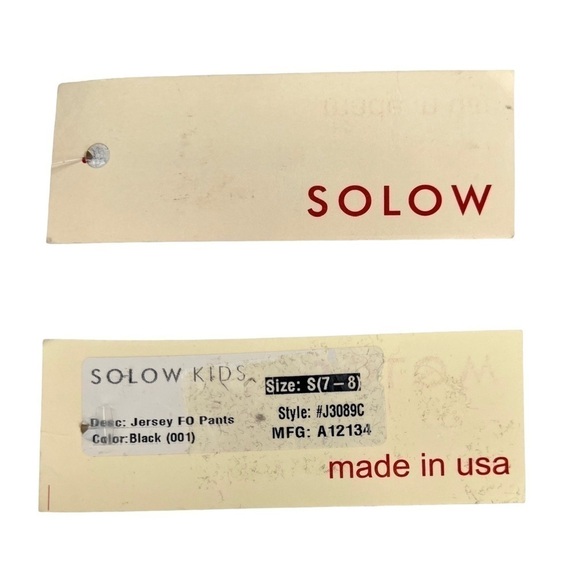 SOLOW
SOLOW KIDS
Size: S(7-8)
Desc: Jersey FO Pants
Style: #J3089C
Color:Black (001)
MFG: A12134
made in usa